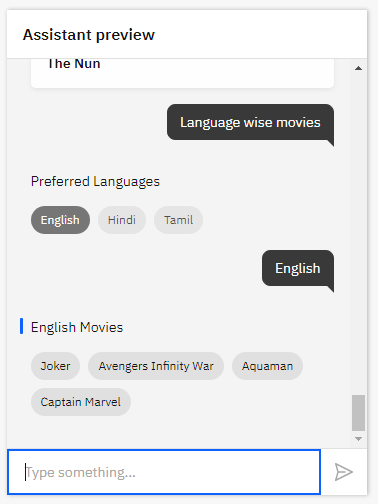 Assistant preview
The Nun
Language wise movies
Preferred Languages
English Hindi Tamil
English
English Movies
Joker Avengers Infinity War Aquaman
Captain Marvel
Type something...